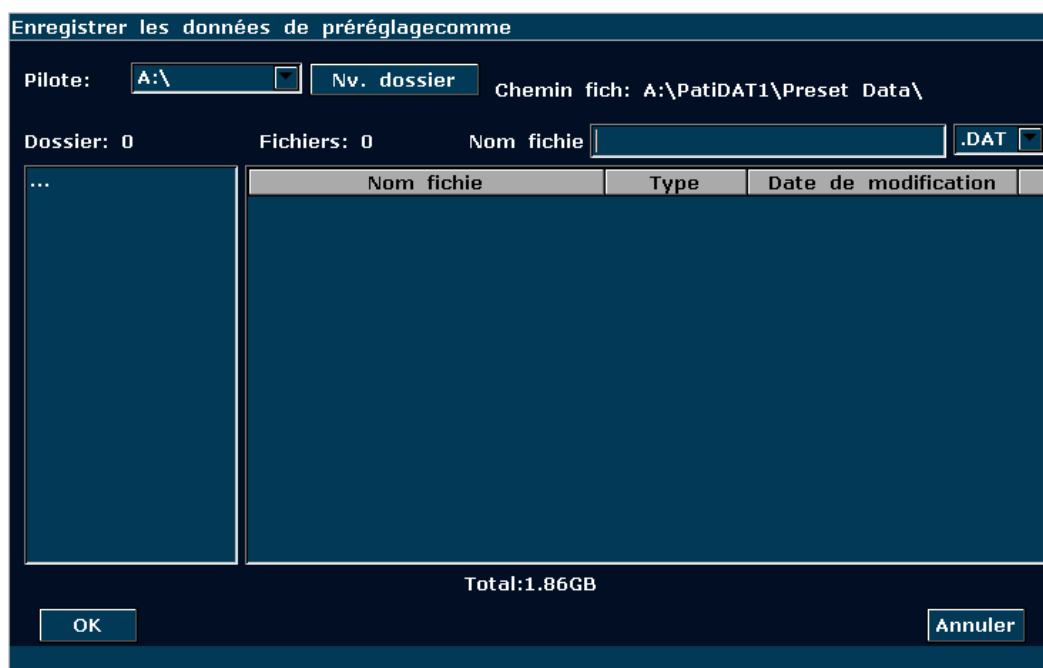 Enregistrer les données de préréglagecomme
Pilote: A:\ Nv. dossier Chemin fich: A:\PatiDAT1\Preset Data\
Dossier: 0 Fichiers: 0 Nom fichie .DAT
... Nom fichie Type Date de modification
Total:1.86GB
OK Annuler